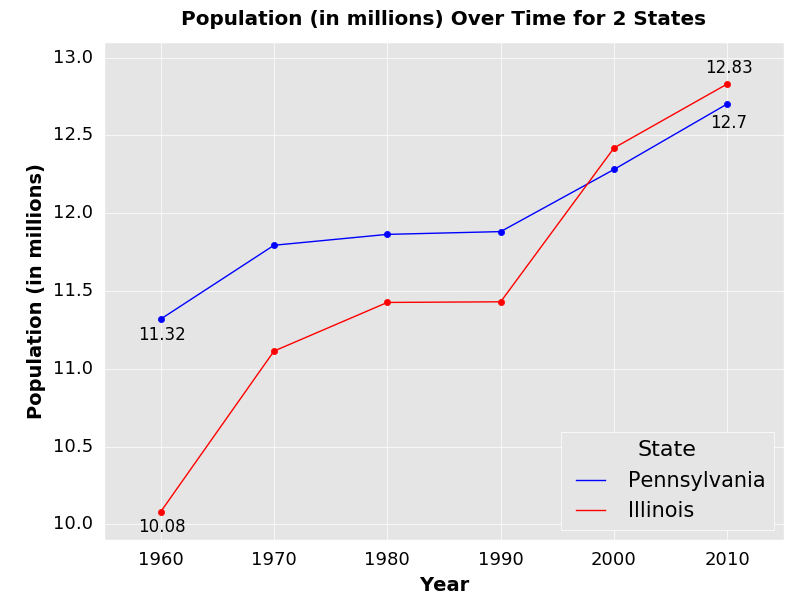 Population (in millions) Over Time for 2 States
13.0
12.5
12.0
11.5
11.0
10.5
10.0
Population (in millions)
12.83
12.7
11.32
10.08
State
Pennsylvania
Illinois
1960 1970 1980 1990 2000 2010
Year